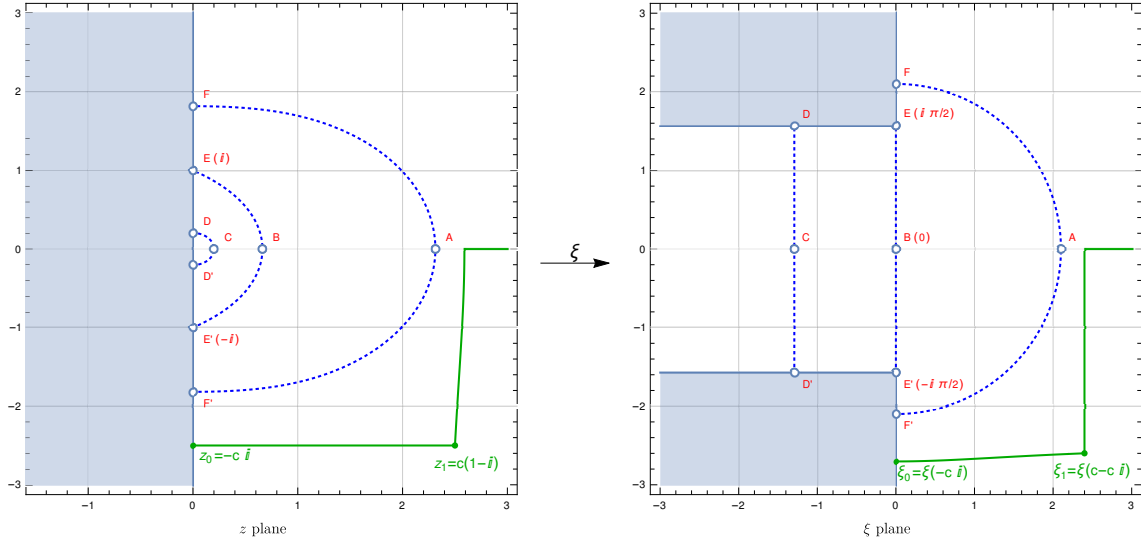 3
2
1
0
−1
−2
−3
−1
0
1
2
3
F
E(ⅈ)
D
C
B
A
D'
E'(-ⅈ)
F'
z₀=-c ⅈ
z₁=c(1-ⅈ)
z plane
ξ
3
2
1
0
−1
−2
−3
−3
−2
−1
0
1
2
3
F
D
E(ⅈ π/2)
C
B(0)
A
D'
E'(-ⅈ π/2)
F'
ξ₀=ξ(-c ⅈ)
ξ₁=ξ(c-c ⅈ)
ξ plane